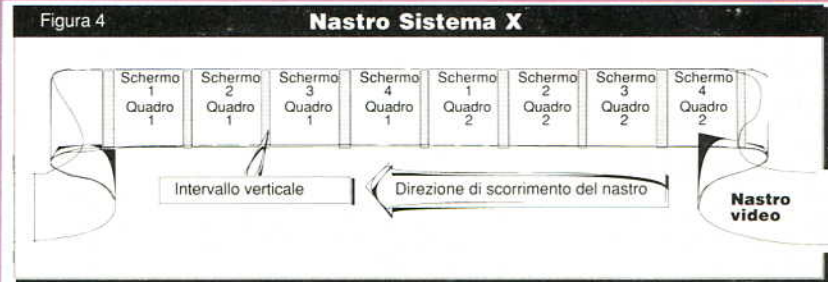 Figura 4
Nastro Sistema X
Schermo 1 Quadro 1
Schermo 2 Quadro 1
Schermo 3 Quadro 1
Schermo 4 Quadro 1
Schermo 1 Quadro 2
Schermo 2 Quadro 2
Schermo 3 Quadro 2
Schermo 4 Quadro 2
Intervallo verticale
Direzione di scorrimento del nastro
Nastro
video